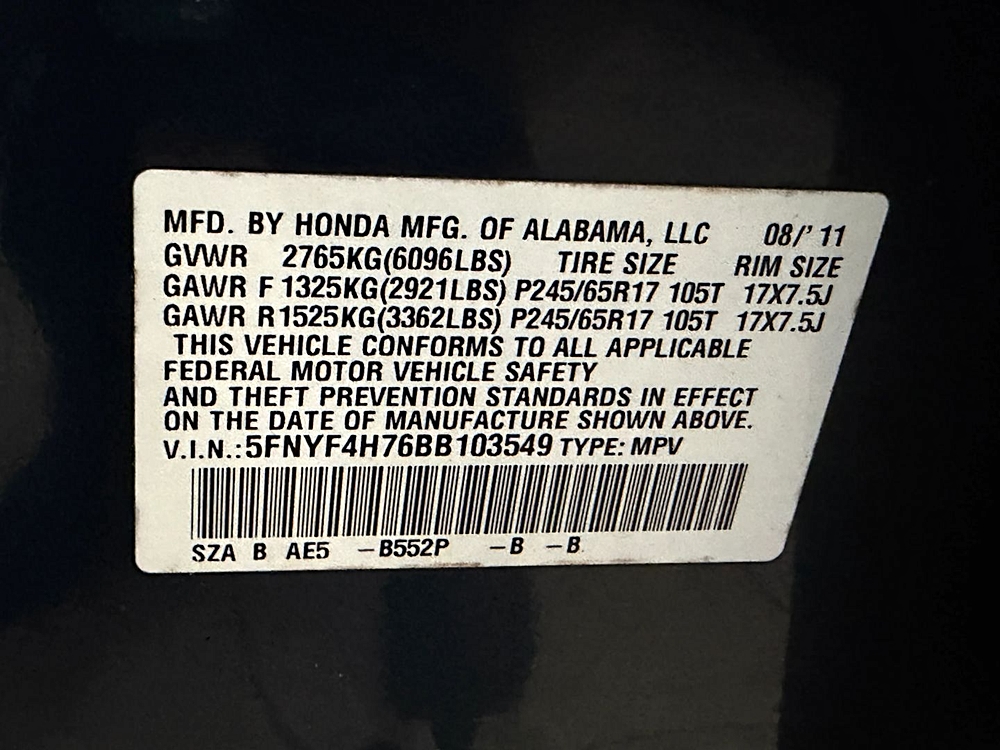 MFD. BY HONDA MFG. OF ALABAMA, LLC 08/'11
GVWR 2765KG(6096LBS) TIRE SIZE RIM SIZE
GAWR F 1325KG(2921LBS) P245/65R17 105T 17X7.5J
GAWR R 1525KG(3362LBS) P245/65R17 105T 17X7.5J
THIS VEHICLE CONFORMS TO ALL APPLICABLE
FEDERAL MOTOR VEHICLE SAFETY
AND THEFT PREVENTION STANDARDS IN EFFECT
ON THE DATE OF MANUFACTURE SHOWN ABOVE.
V.I.N.:5FNYF4H76BB103549 TYPE: MPV
SZA B AE5 –B552P –B –B